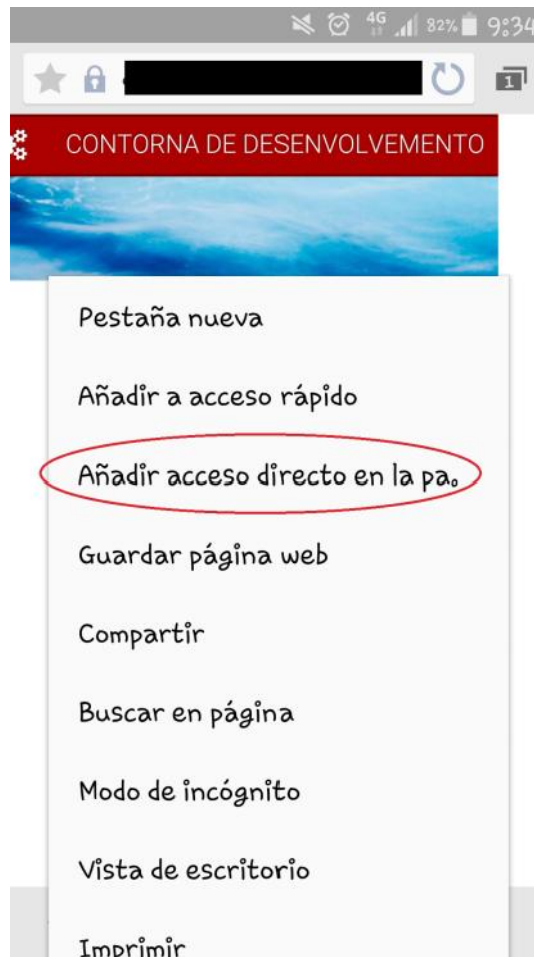 4G 82% 9:34
1
CONTORNA DE DESENVOLVEMENTO
Pestaña nueva
Añadir a acceso rápido
Añadir acceso directo en la pa.
Guardar página web
Compartir
Buscar en página
Modo de incógnito
Vista de escritorio
Imprimir